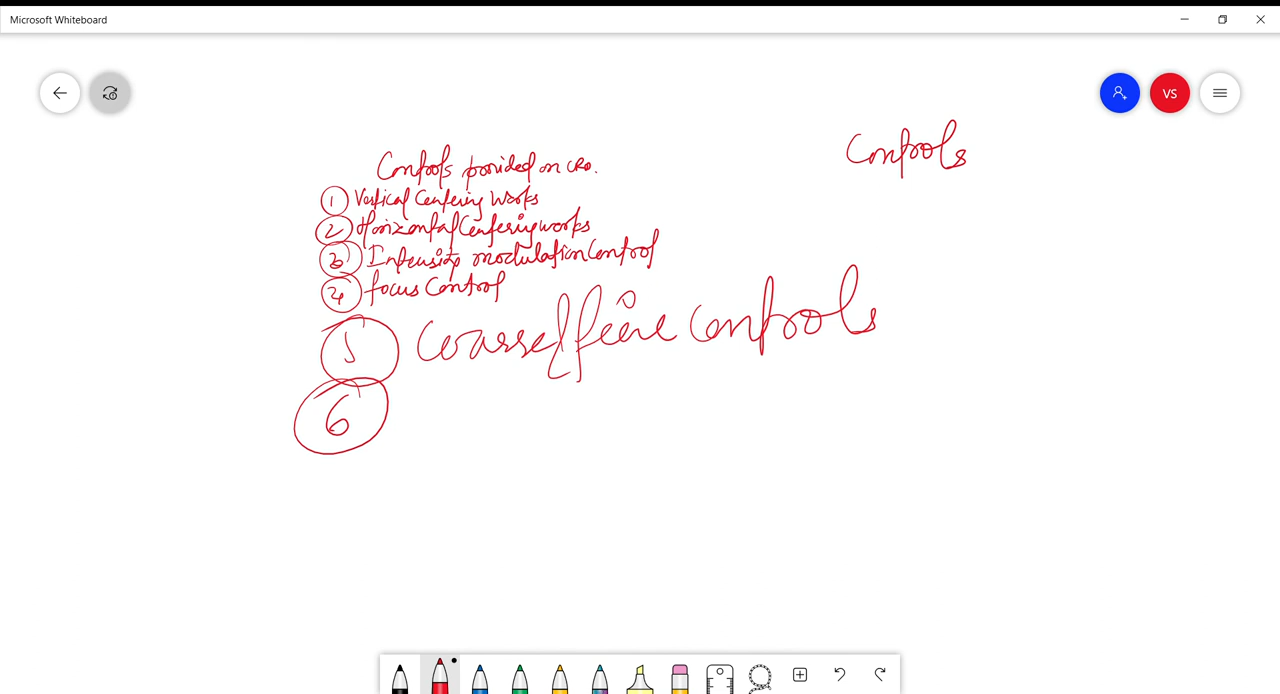 Microsoft Whiteboard
VS
Controls
Controls provided on CRO.
1 Vertical Centering Works
2 Horizontal Centering works
3 Intensity modulation Control
4 focus Control
5 Coarse/fine Controls
6